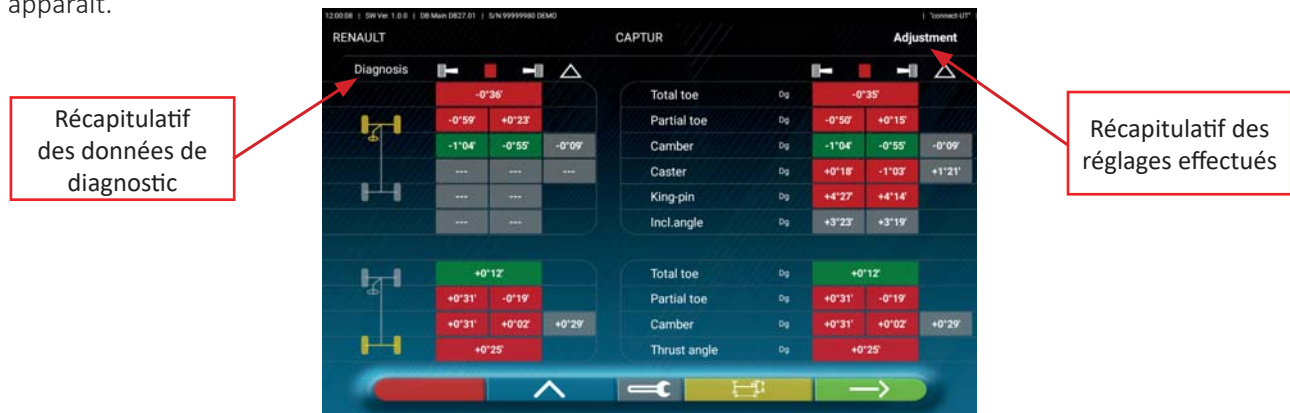 apparaît.
12:00:08 | SW Ver. 1.0.0 | DB Main DB27.01 | S/N 99999980 DEMO | "connect-UT" |
RENAULT CAPTUR Adjustment
Diagnosis
-0°36' Total toe Dg -0°35'
-0°59' +0°23' Partial toe Dg -0°50' +0°15'
-1°04' -0°55' -0°09' Camber Dg -1°04' -0°55' -0°09'
--- --- --- Caster Dg +0°18' -1°03' +1°21'
--- --- King-pin Dg +4°27' +4°14'
--- --- Incl.angle Dg +3°23' +3°19'
+0°12' Total toe Dg +0°12'
+0°31' -0°19' Partial toe Dg +0°31' -0°19'
+0°31' +0°02' +0°29' Camber Dg +0°31' +0°02' +0°29'
+0°25' Thrust angle Dg +0°25'
Récapitulatif
des données de
diagnostic
Récapitulatif des
réglages effectués